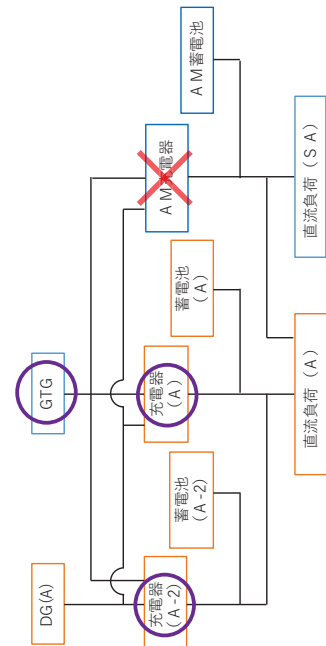 DG(A)
GTG
充電器
(A-2)
充電器
(A)
AM充電器
蓄電池
(A-2)
蓄電池
(A)
AM蓄電池
直流負荷 (A)
直流負荷 (SA)